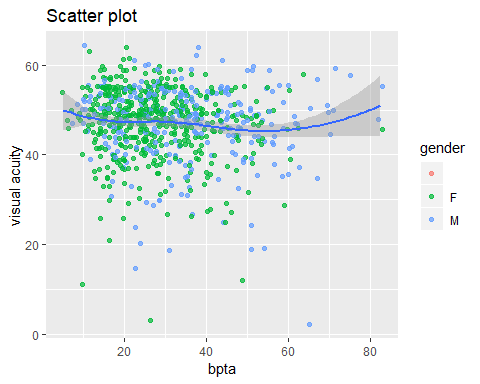 Scatter plot
60
40
20
0
visual acuity
20
40
60
80
bpta
gender
F
M